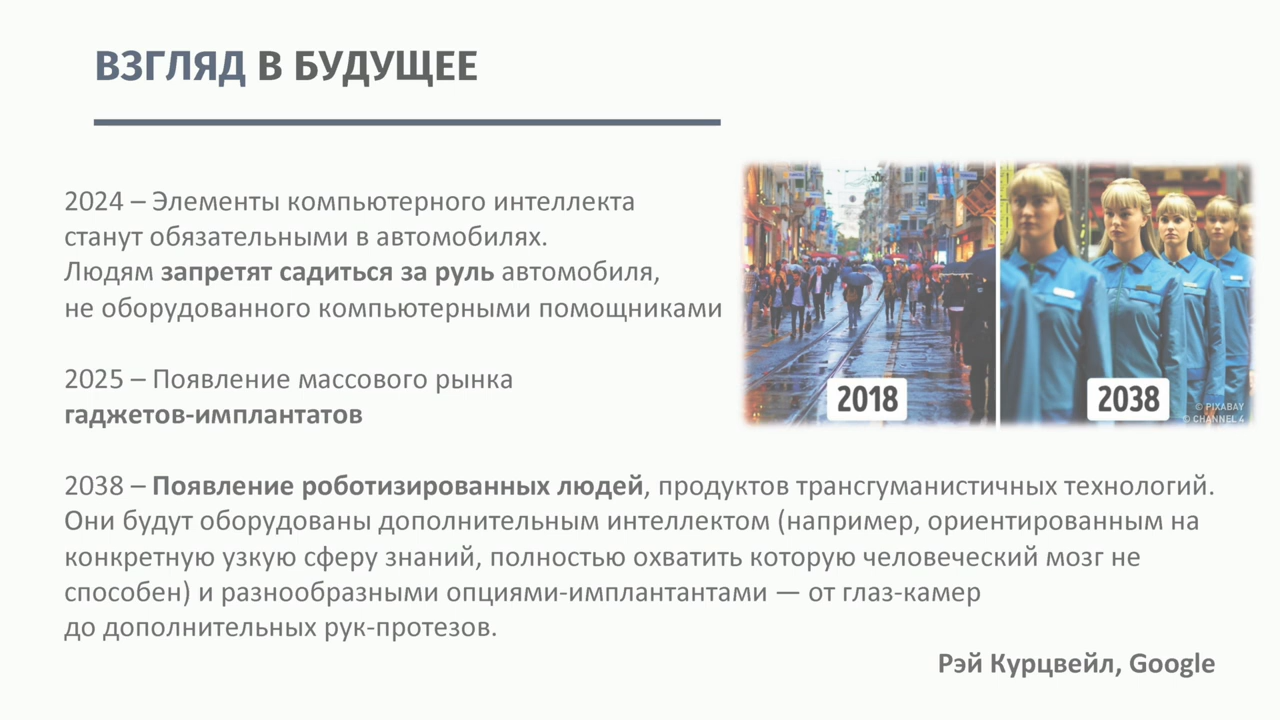 ВЗГЛЯД В БУДУЩЕЕ
2024 – Элементы компьютерного интеллекта
станут обязательными в автомобилях.
Людям запретят садиться за руль автомобиля,
не оборудованного компьютерными помощниками
2025 – Появление массового рынка
гаджетов-имплантатов
2018
2038
© PIXABAY
© CHANNEL 4
2038 – Появление роботизированных людей, продуктов трансгуманистичных технологий.
Они будут оборудованы дополнительным интеллектом (например, ориентированным на
конкретную узкую сферу знаний, полностью охватить которую человеческий мозг не
способен) и разнообразными опциями-имплантантами — от глаз-камер
до дополнительных рук-протезов.
Рэй Курцвейл, Google